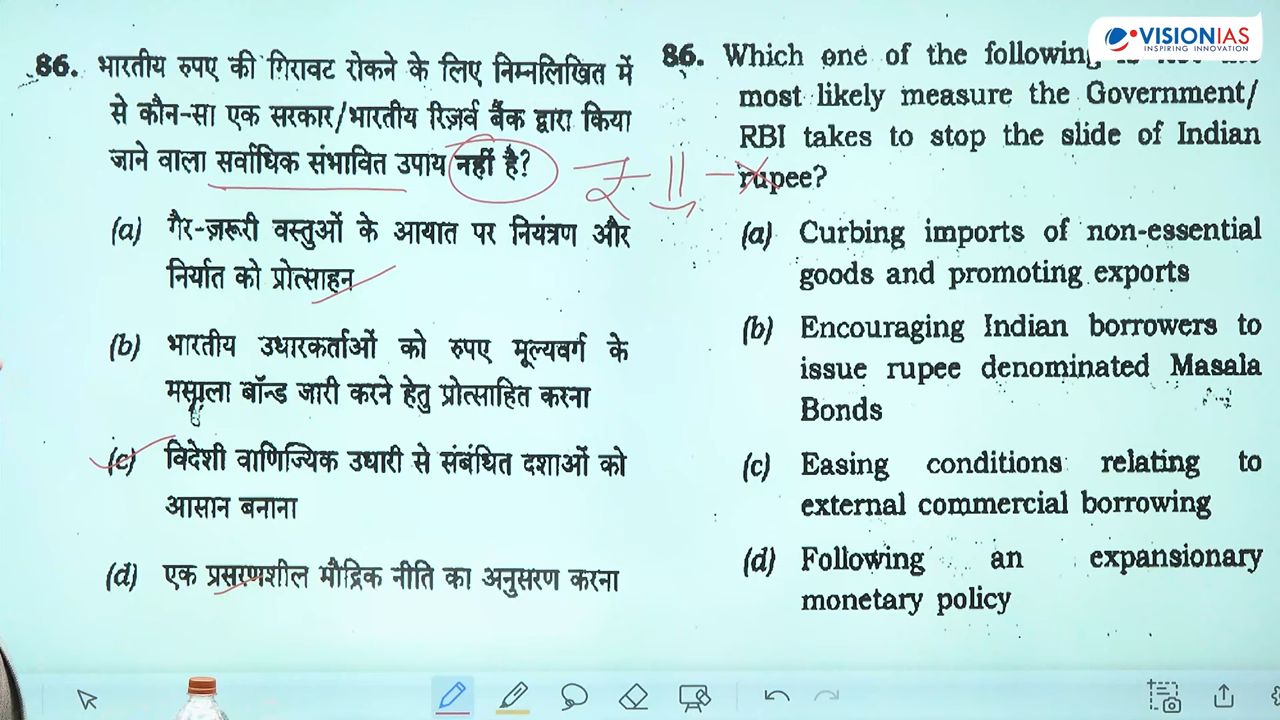 VISIONIAS
INSPIRING INNOVATION
86. भारतीय रुपए की गिरावट रोकने के लिए निम्नलिखित में
से कौन-सा एक सरकार/भारतीय रिज़र्व बैंक द्वारा किया
जाने वाला सर्वाधिक संभावित उपाय नहीं है?
(a) गैर-ज़रूरी वस्तुओं के आयात पर नियंत्रण और
निर्यात को प्रोत्साहन
(b) भारतीय उधारकर्ताओं को रुपए मूल्यवर्ग के
मसाला बॉन्ड जारी करने हेतु प्रोत्साहित करना
(c) विदेशी वाणिज्यिक उधारी से संबंधित दशाओं को
आसान बनाना
(d) एक प्रसरणशील मौद्रिक नीति का अनुसरण करना
86. Which one of the following is not the
most likely measure the Government/
RBI takes to stop the slide of Indian
rupee?
(a) Curbing imports of non-essential
goods and promoting exports
(b) Encouraging Indian borrowers to
issue rupee denominated Masala
Bonds
(c) Easing conditions relating to
external commercial borrowing
(d) Following an expansionary
monetary policy